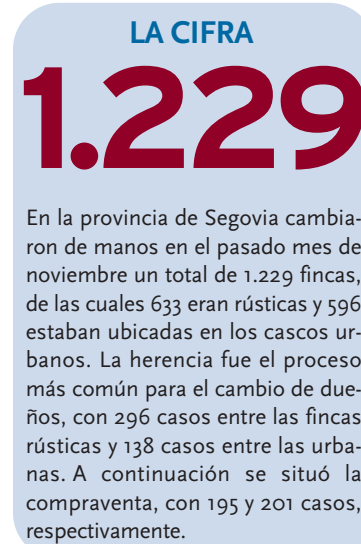 LA CIFRA
1.229
En la provincia de Segovia cambia-
ron de manos en el pasado mes de
noviembre un total de 1.229 fincas,
de las cuales 633 eran rústicas y 596
estaban ubicadas en los cascos ur-
banos. La herencia fue el proceso
más común para el cambio de due-
ños, con 296 casos entre las fincas
rústicas y 138 casos entre las urba-
nas. A continuación se situó la
compraventa, con 195 y 201 casos,
respectivamente.